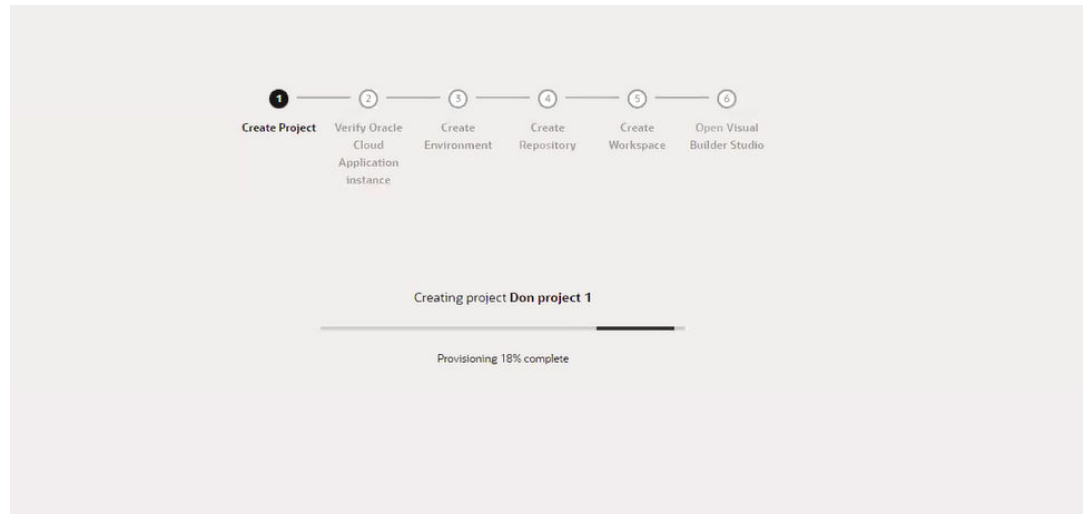 1 2 3 4 5 6
Create Project Verify Oracle Create Create Create Open Visual
Cloud Environment Repository Workspace Builder Studio
Application
instance
Creating project Don project 1
Provisioning 18% complete